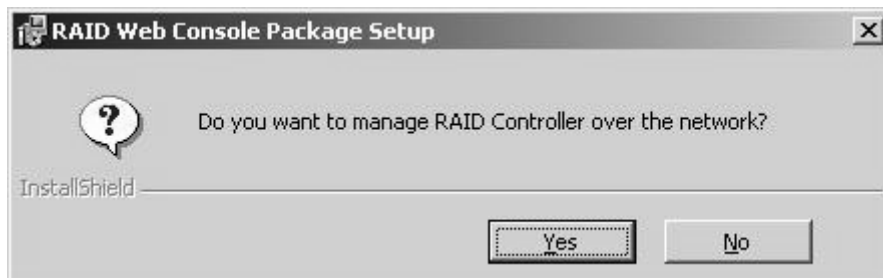 RAID Web Console Package Setup
Do you want to manage RAID Controller over the network?
InstallShield
Yes No